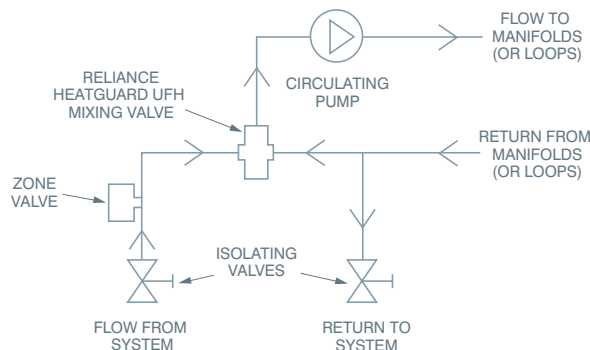 FLOW TO
MANIFOLDS
(OR LOOPS)
RELIANCE
HEATGUARD UFH
MIXING VALVE
CIRCULATING
PUMP
RETURN FROM
MANIFOLDS
(OR LOOPS)
ZONE
VALVE
ISOLATING
VALVES
FLOW FROM
SYSTEM
RETURN TO
SYSTEM